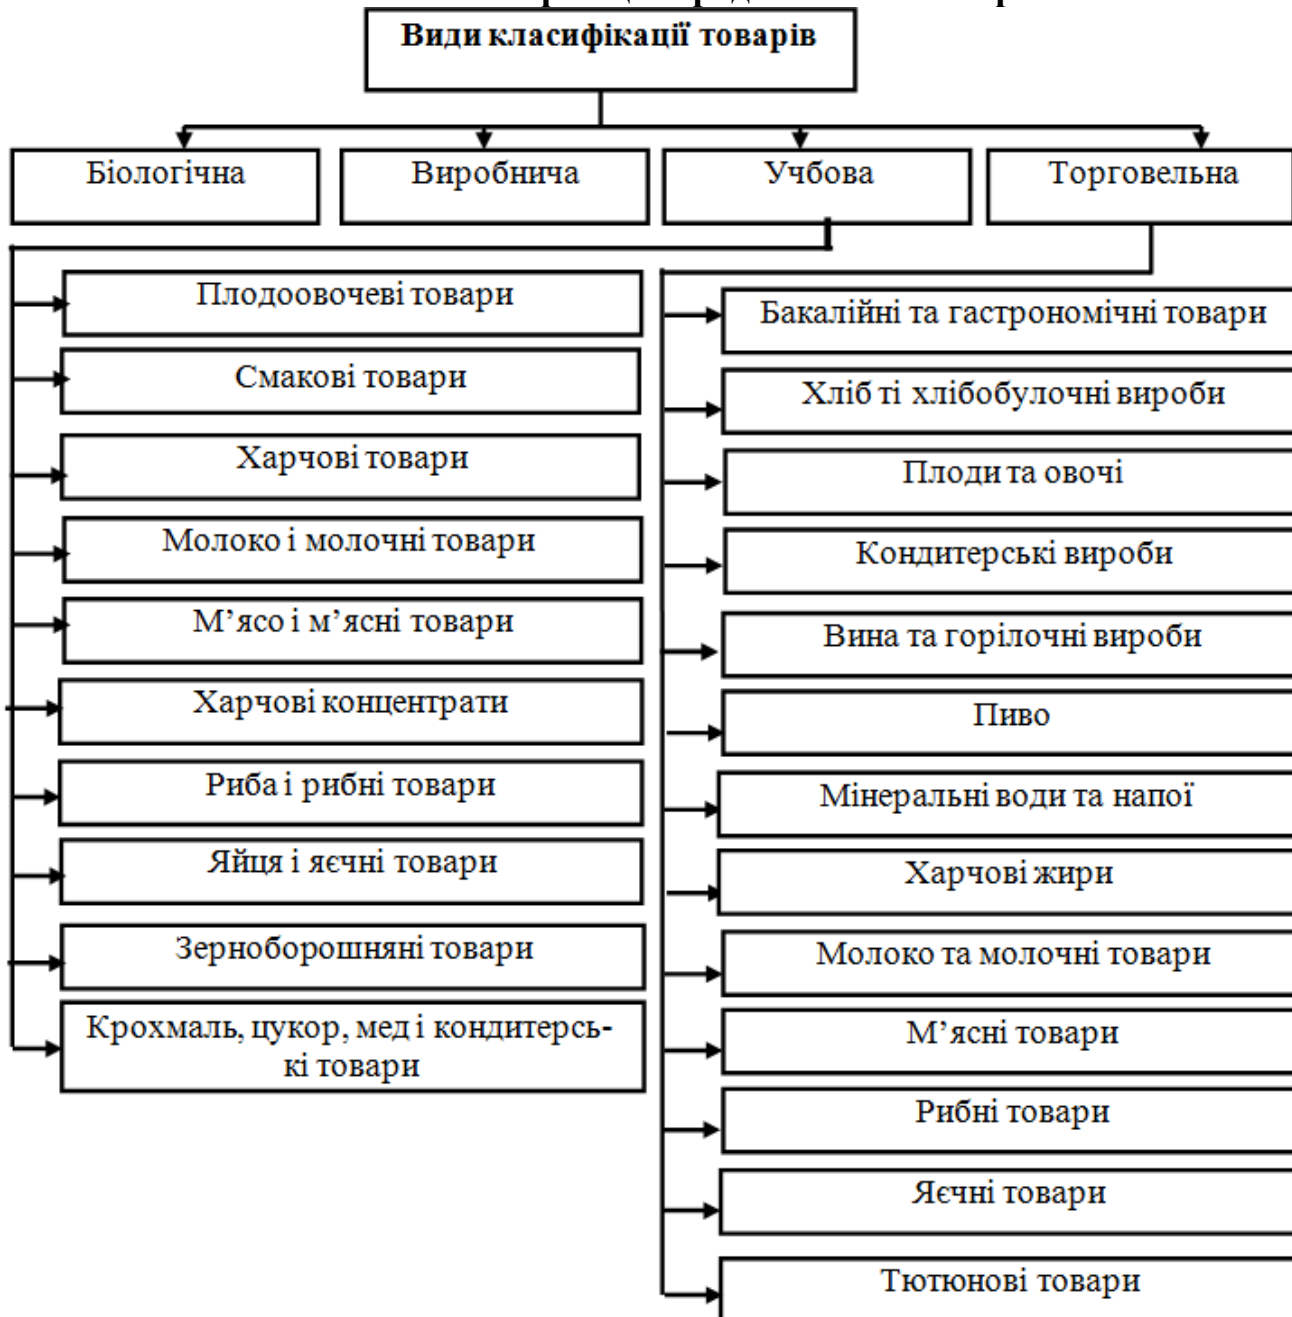 Види класифікації товарів
Біологічна
Виробнича
Учбова
Торговельна
Плодоовочеві товари
Смакові товари
Харчові товари
Молоко і молочні товари
М’ясо і м’ясні товари
Харчові концентрати
Риба і рибні товари
Яйця і яєчні товари
Зерноборошняні товари
Крохмаль, цукор, мед і кондитерсь-
кі товари
Бакалійні та гастрономічні товари
Хліб ті хлібобулочні вироби
Плоди та овочі
Кондитерські вироби
Вина та горілочні вироби
Пиво
Мінеральні води та напої
Харчові жири
Молоко та молочні товари
М’ясні товари
Рибні товари
Яєчні товари
Тютюнові товари